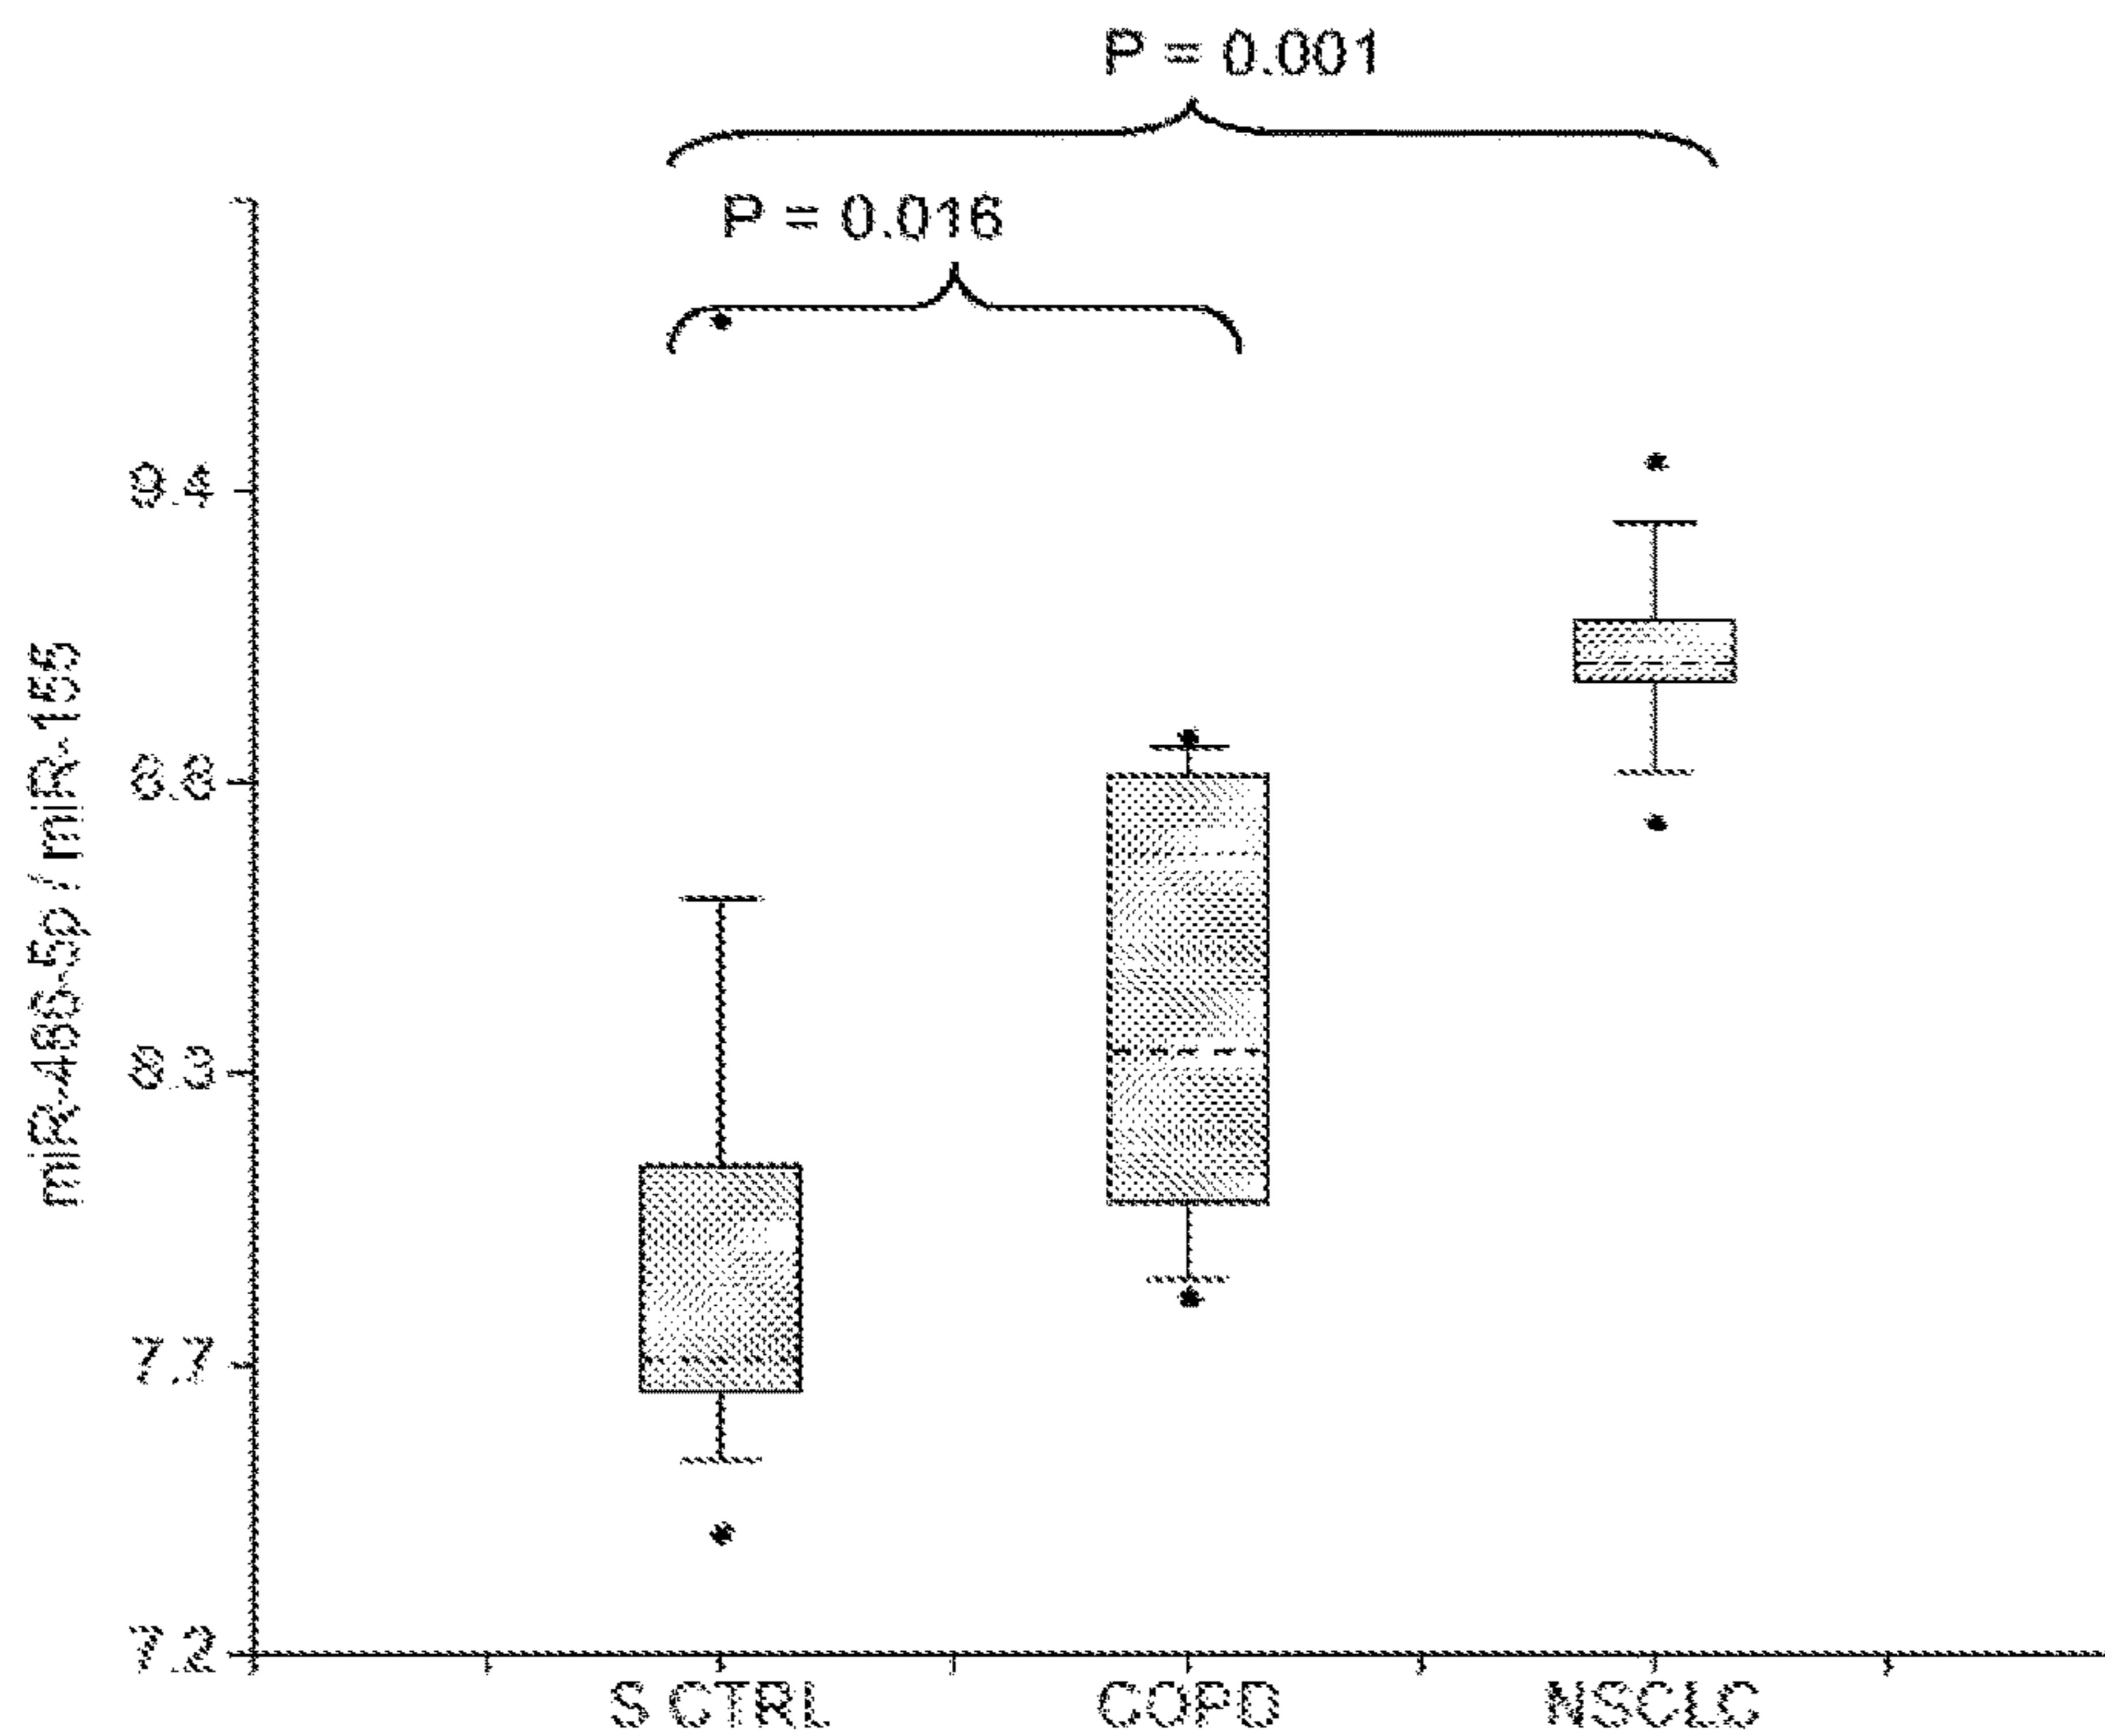 P = 0.001
P = 0.016
9.4
8.8
8.3
7.7
7.2
miR-486-5p / miR-155
S CTRL
COPD
NSCLC